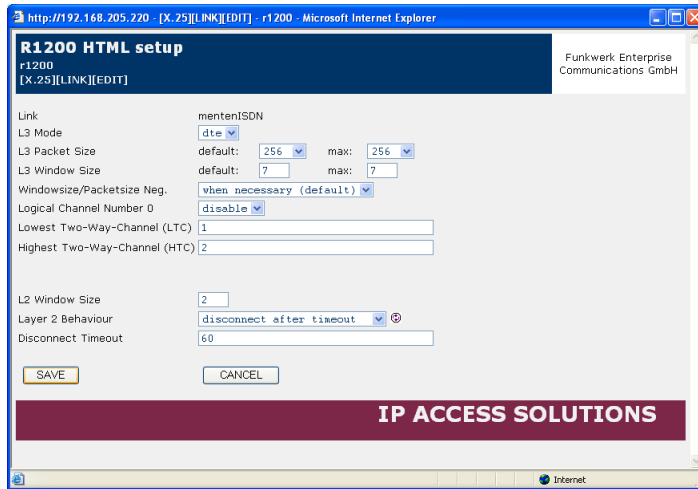 http://192.168.205.220 - [X.25][LINK][EDIT] - r1200 - Microsoft Internet Explorer
R1200 HTML setup
r1200
[X.25][LINK][EDIT]
Funkwerk Enterprise
Communications GmbH
Link mentenISDN
L3 Mode dte
L3 Packet Size default: 256 max: 256
L3 Window Size default: 7 max: 7
Windowsize/Packetsize Neg. when necessary (default)
Logical Channel Number 0 disable
Lowest Two-Way-Channel (LTC) 1
Highest Two-Way-Channel (HTC) 2
L2 Window Size 2
Layer 2 Behaviour disconnect after timeout
Disconnect Timeout 60
SAVE CANCEL
IP ACCESS SOLUTIONS
Internet